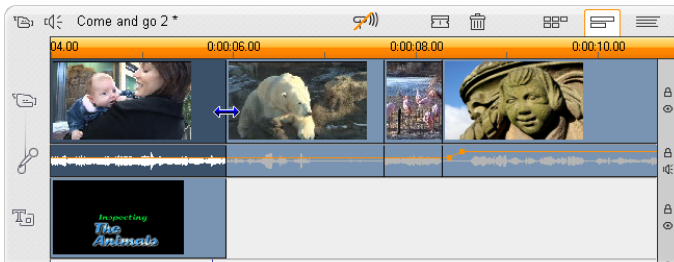 Come and go 2 *
04.00 0:00:06.00 0:00:08.00 0:00:10.00
Inspecting
The
Animals
T